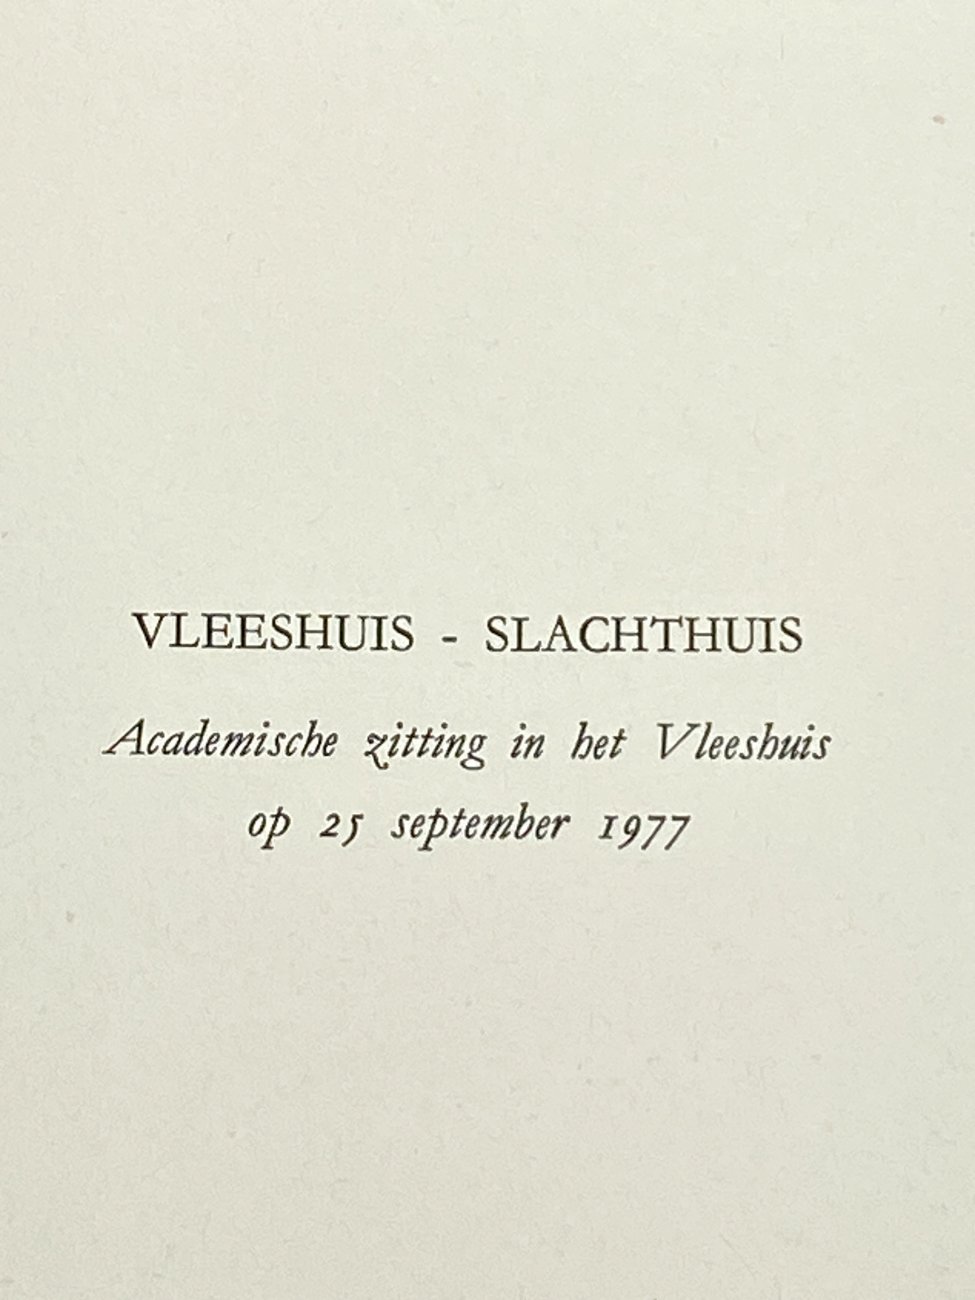 VLEESHUIS - SLACHTHUIS
Academische zitting in het Vleeshuis
op 25 september 1977